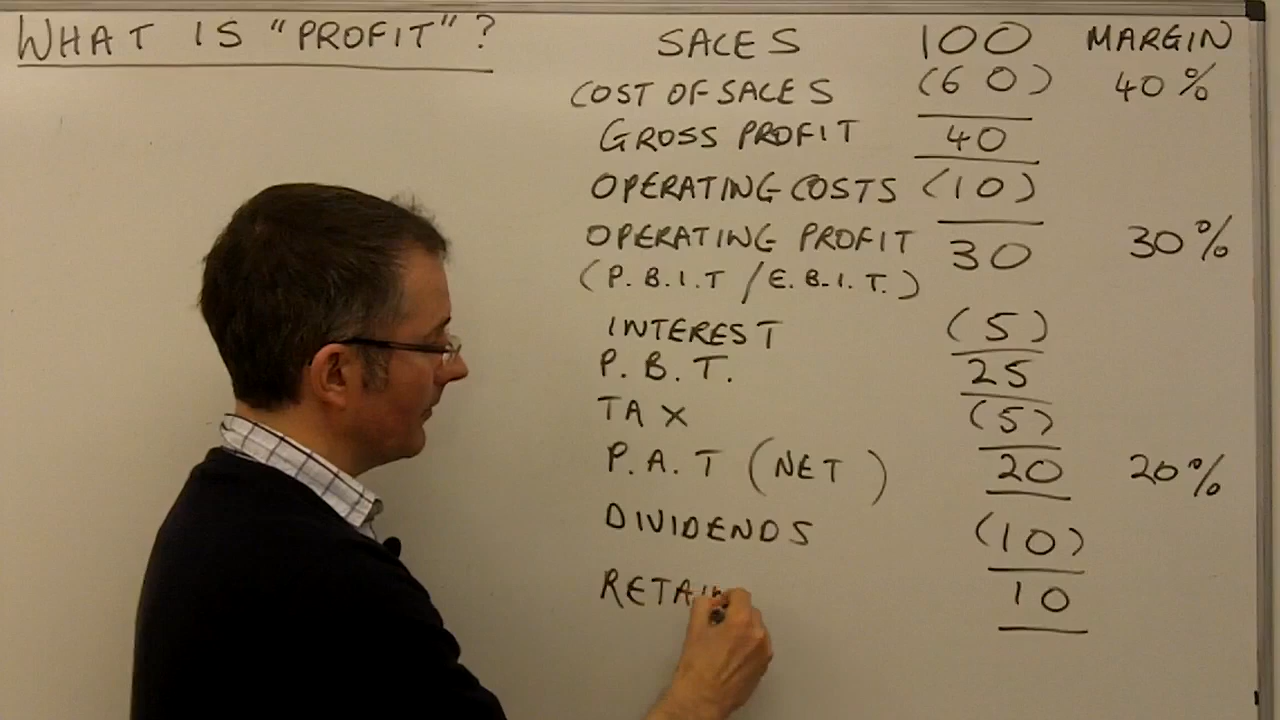 WHAT IS "PROFIT"?
SALES 100 MARGIN
COST OF SALES (60) 40%
GROSS PROFIT 40
OPERATING COSTS (10)
OPERATING PROFIT 30 30%
(P.B.I.T / E.B.I.T.)
INTEREST (5)
P.B.T. 25
TAX (5)
P.A.T (NET) 20 20%
DIVIDENDS (10)
RETAI 10